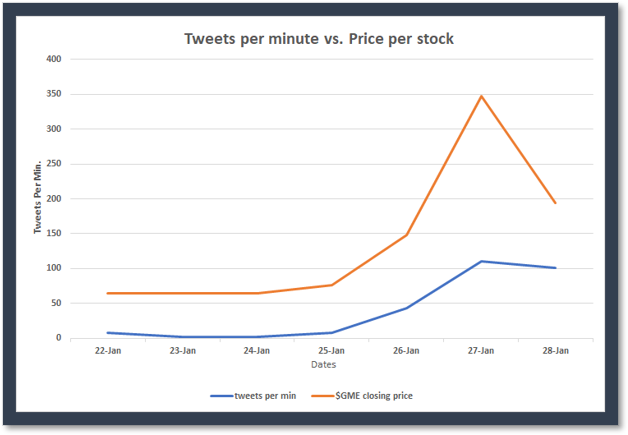 Tweets per minute vs. Price per stock
400
350
300
250
200
150
100
50
0
Tweets Per Min.
22-Jan 23-Jan 24-Jan 25-Jan 26-Jan 27-Jan 28-Jan
Dates
tweets per min $GME closing price